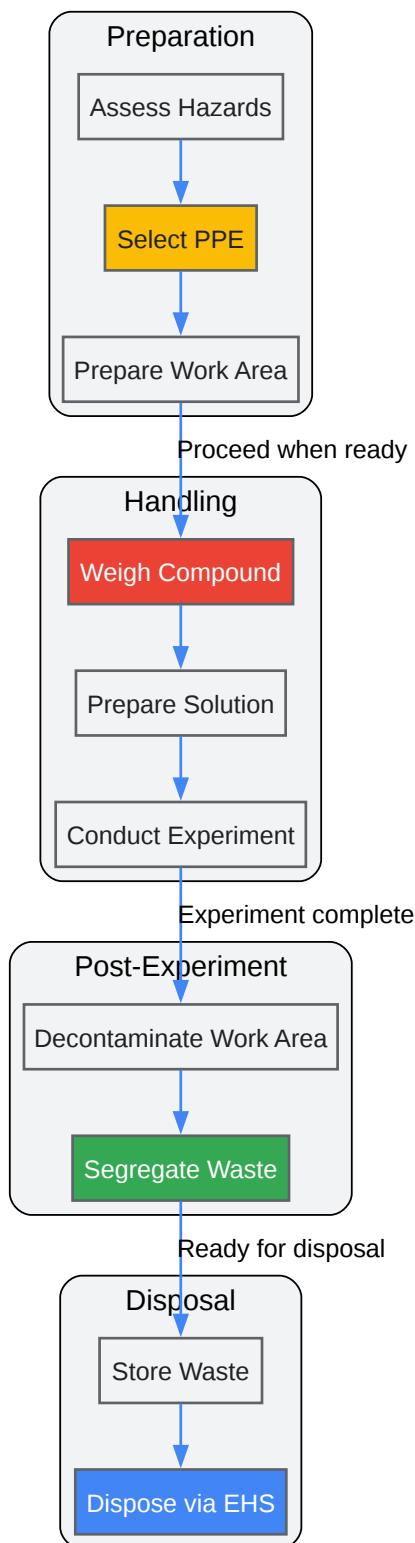 Preparation
Assess Hazards
Select PPE
Prepare Work Area
Proceed when ready
Handling
Weigh Compound
Prepare Solution
Conduct Experiment
Experiment complete
Post-Experiment
Decontaminate Work Area
Segregate Waste
Ready for disposal
Disposal
Store Waste
Dispose via EHS